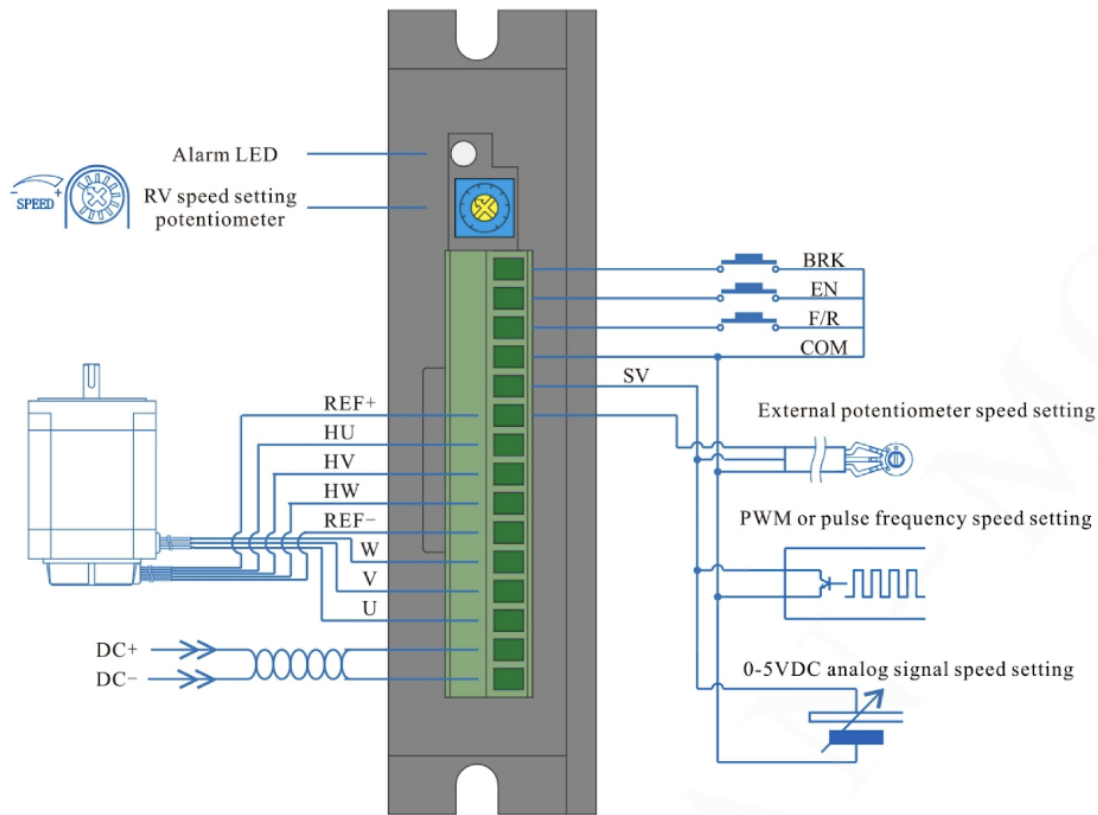 Alarm LED
- SPEED +
RV speed setting
potentiometer
BRK
EN
F/R
COM
SV
REF+
HU
HV
HW
REF−
W
V
U
DC+
DC−
External potentiometer speed setting
PWM or pulse frequency speed setting
0-5VDC analog signal speed setting